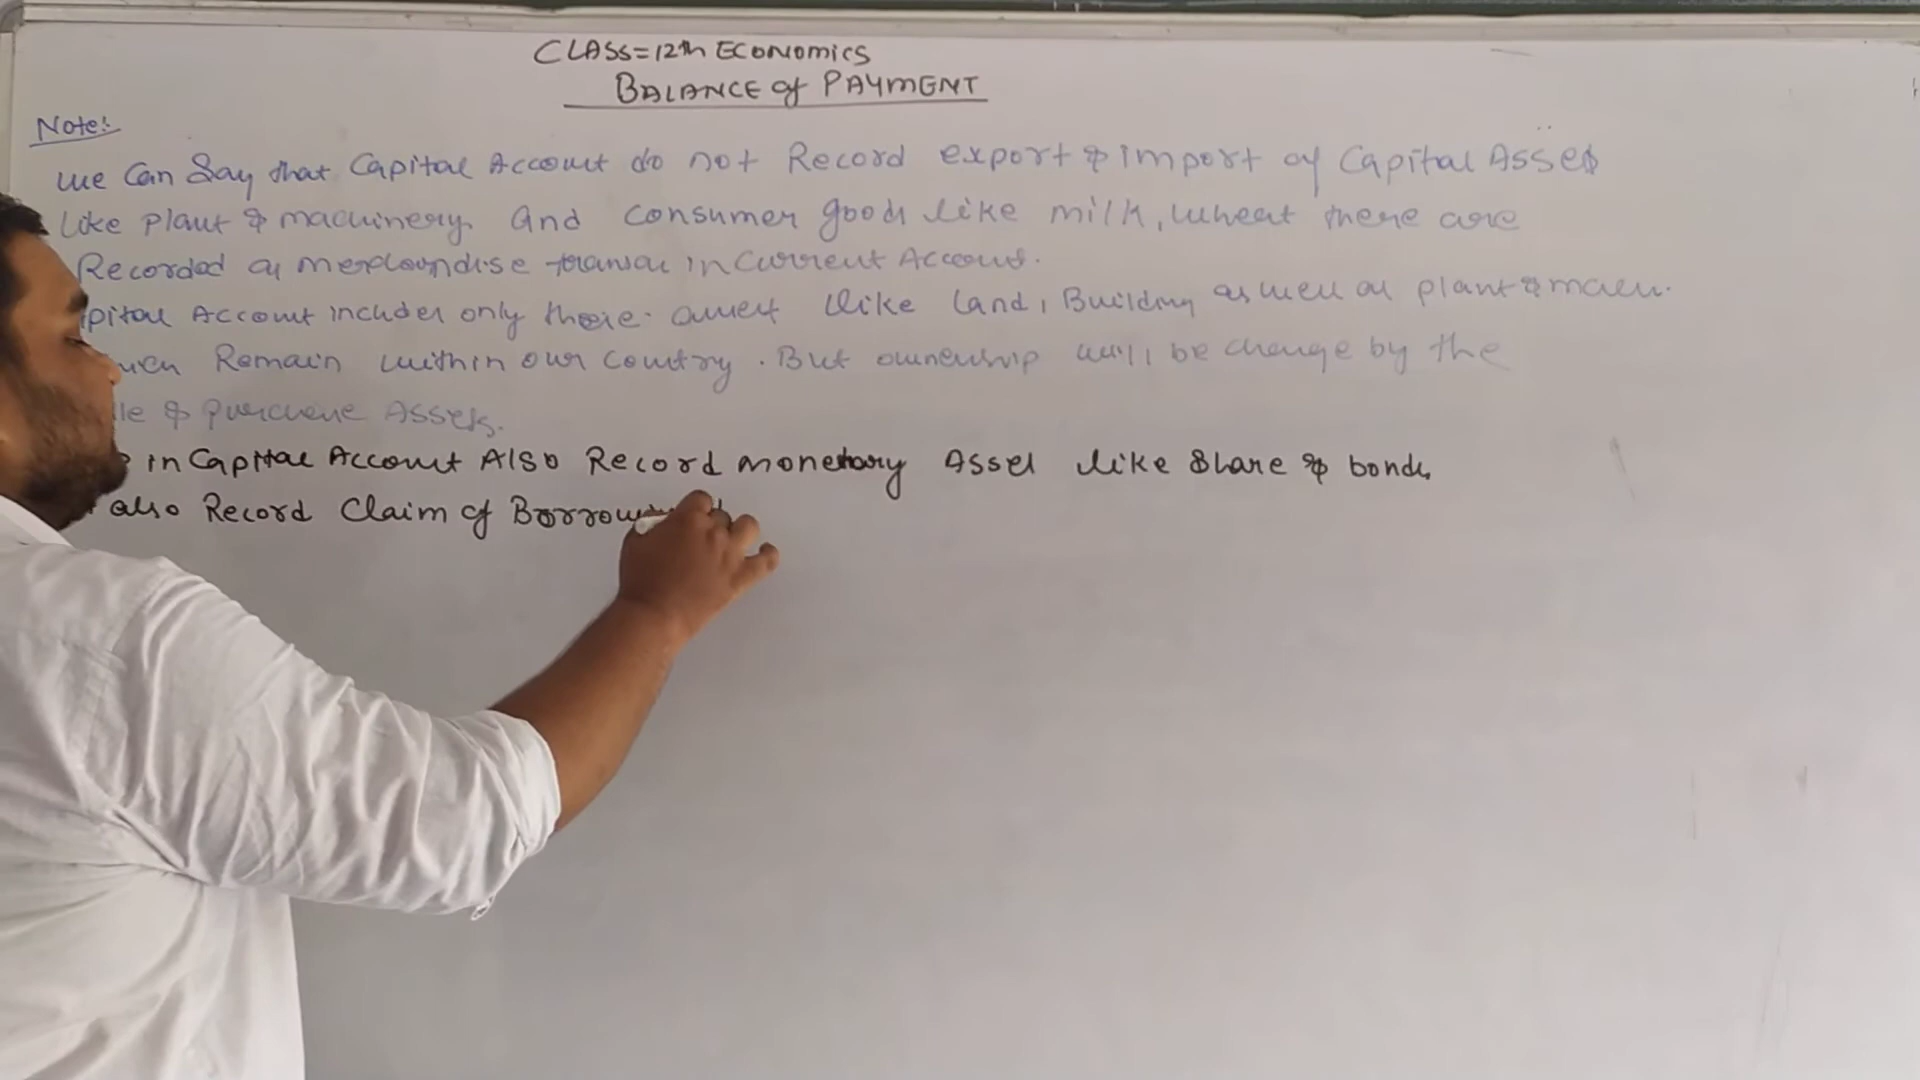 CLASS=12th ECONOMICS
BALANCE of PAYMENT
Note:
we Can Say that Capital Account do not Record export & import of Capital Asset
Like plant & machinery. and consumer goods like milk, wheat there are
Recorded as in Current Account.
Account includes only those like land, Building as well as plant & mach.
Remain within our country. But ownership will be change by the
& purchase Assets.
in Capital Account Also Record monetary Asset like Share & bonds
also Record Claim of